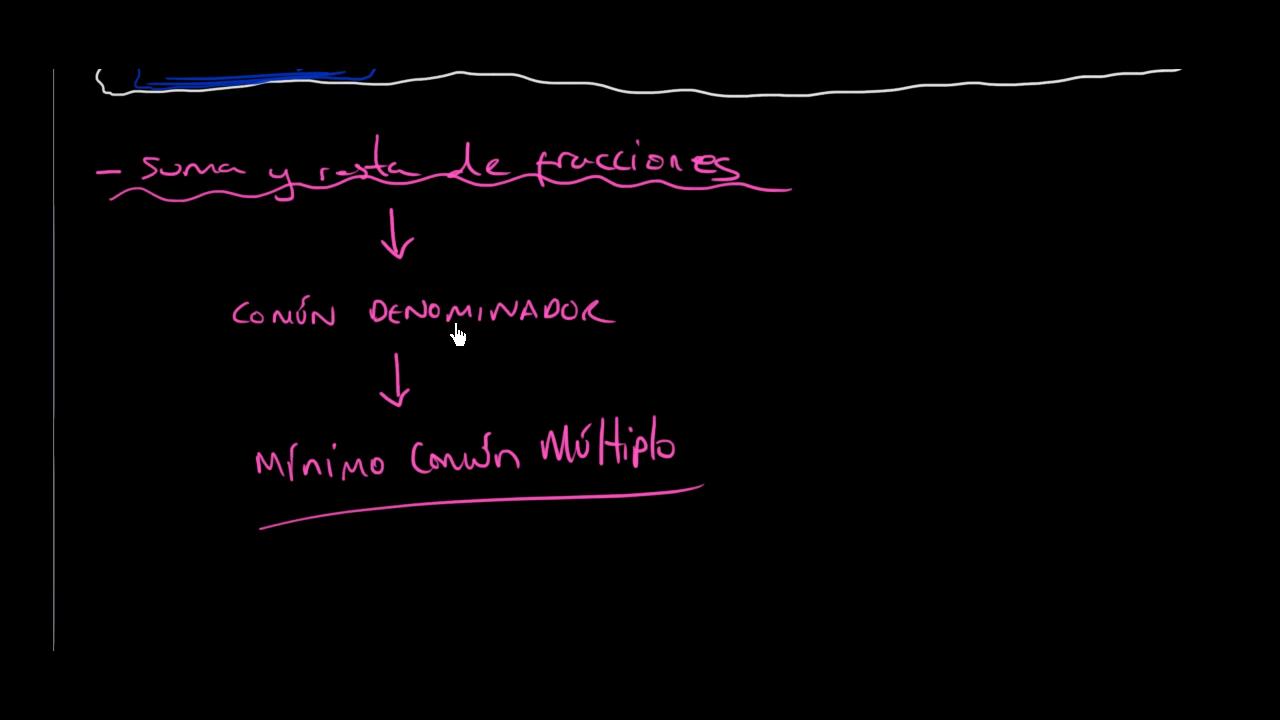 - Suma y resta de fracciones
COMÚN DENOMINADOR
Mínimo Común Múltiplo